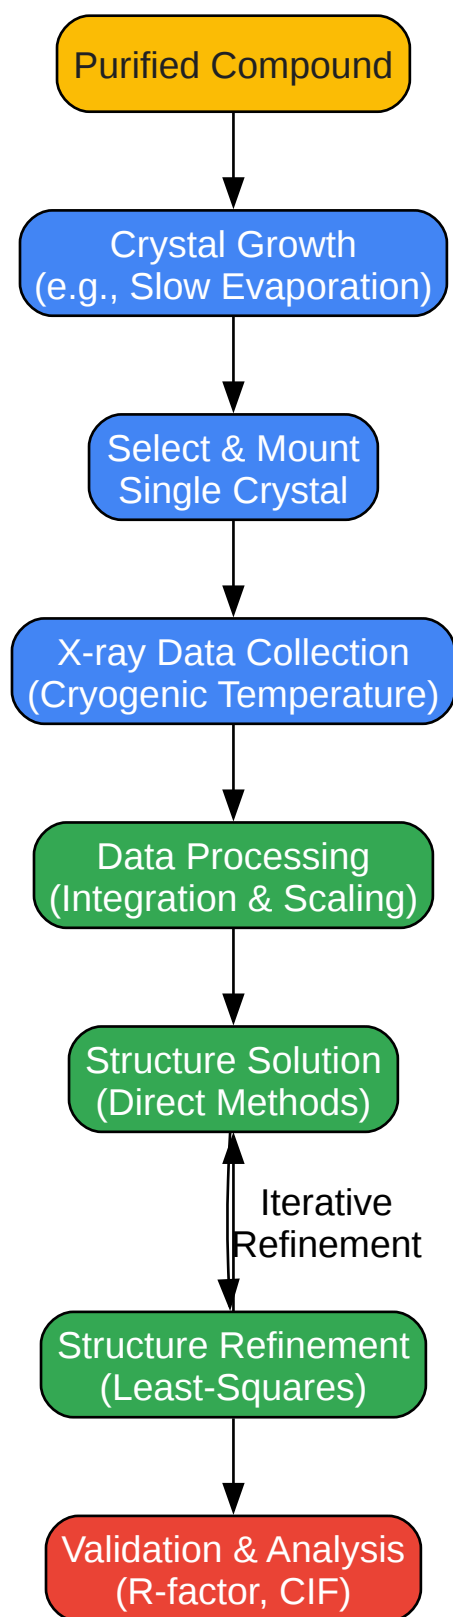 Purified Compound
Crystal Growth
(e.g., Slow Evaporation)
Select & Mount
Single Crystal
X-ray Data Collection
(Cryogenic Temperature)
Data Processing
(Integration & Scaling)
Structure Solution
(Direct Methods)
Iterative
Refinement
Structure Refinement
(Least-Squares)
Validation & Analysis
(R-factor, CIF)